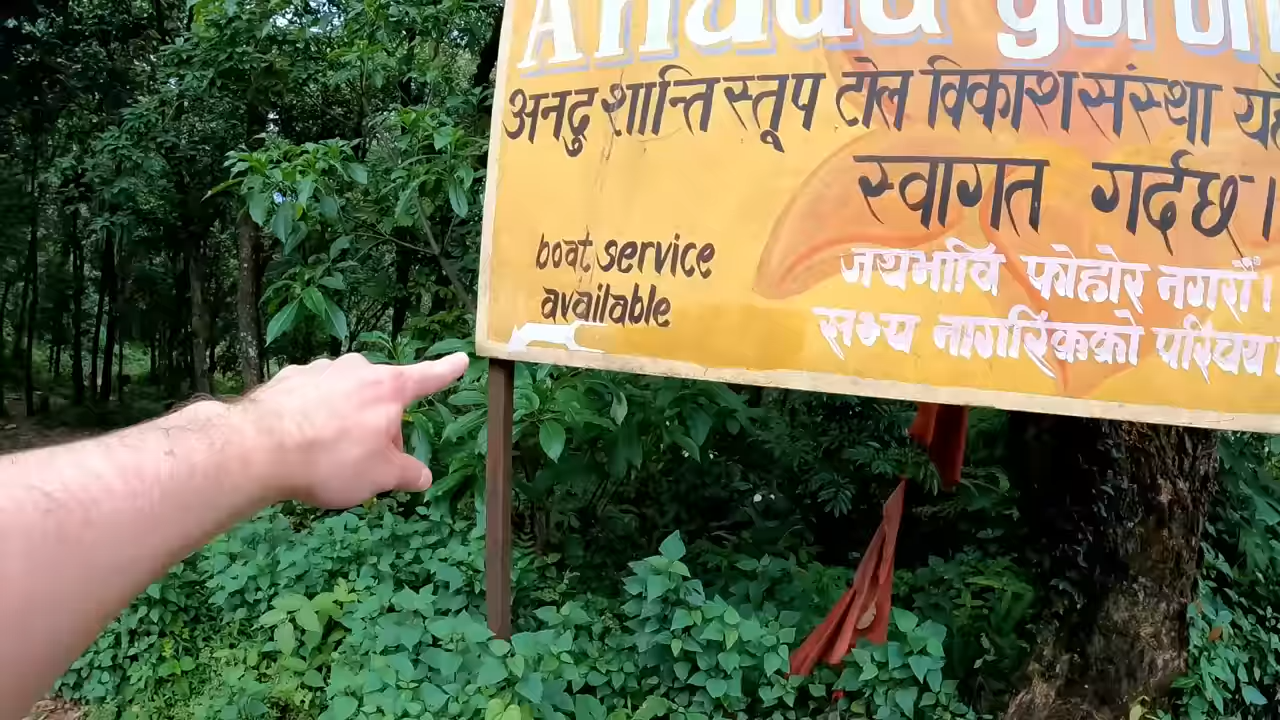 अनदु शान्ति स्तूप टोल विकाश संस्था
स्वागत गर्दछ।
boat service
available
जथाभावि फोहोर नगरौं।
सभ्य नागरिकको परिचय